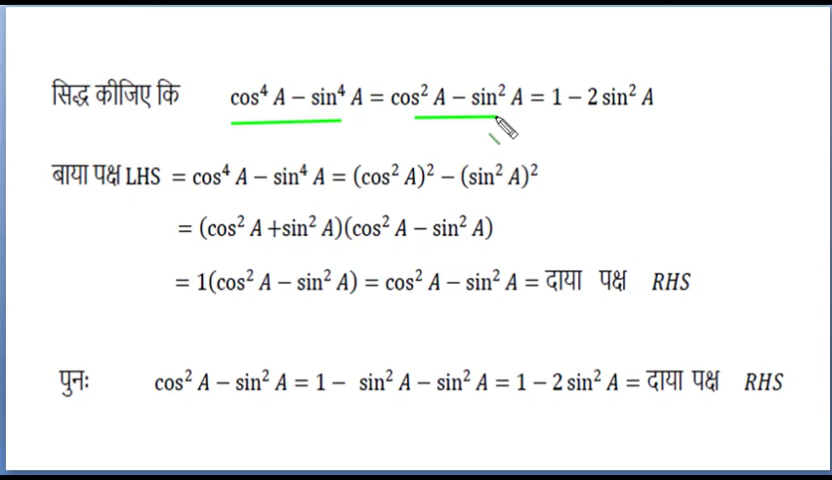 सिद्ध कीजिए कि cos⁴ A − sin⁴ A = cos² A − sin² A = 1 − 2 sin² A
बाया पक्ष LHS = cos⁴ A − sin⁴ A = (cos² A)² − (sin² A)²
= (cos² A +sin² A)(cos² A − sin² A)
= 1(cos² A − sin² A) = cos² A − sin² A = दाया पक्ष RHS
पुनः cos² A − sin² A = 1 − sin² A − sin² A = 1 − 2 sin² A = दाया पक्ष RHS